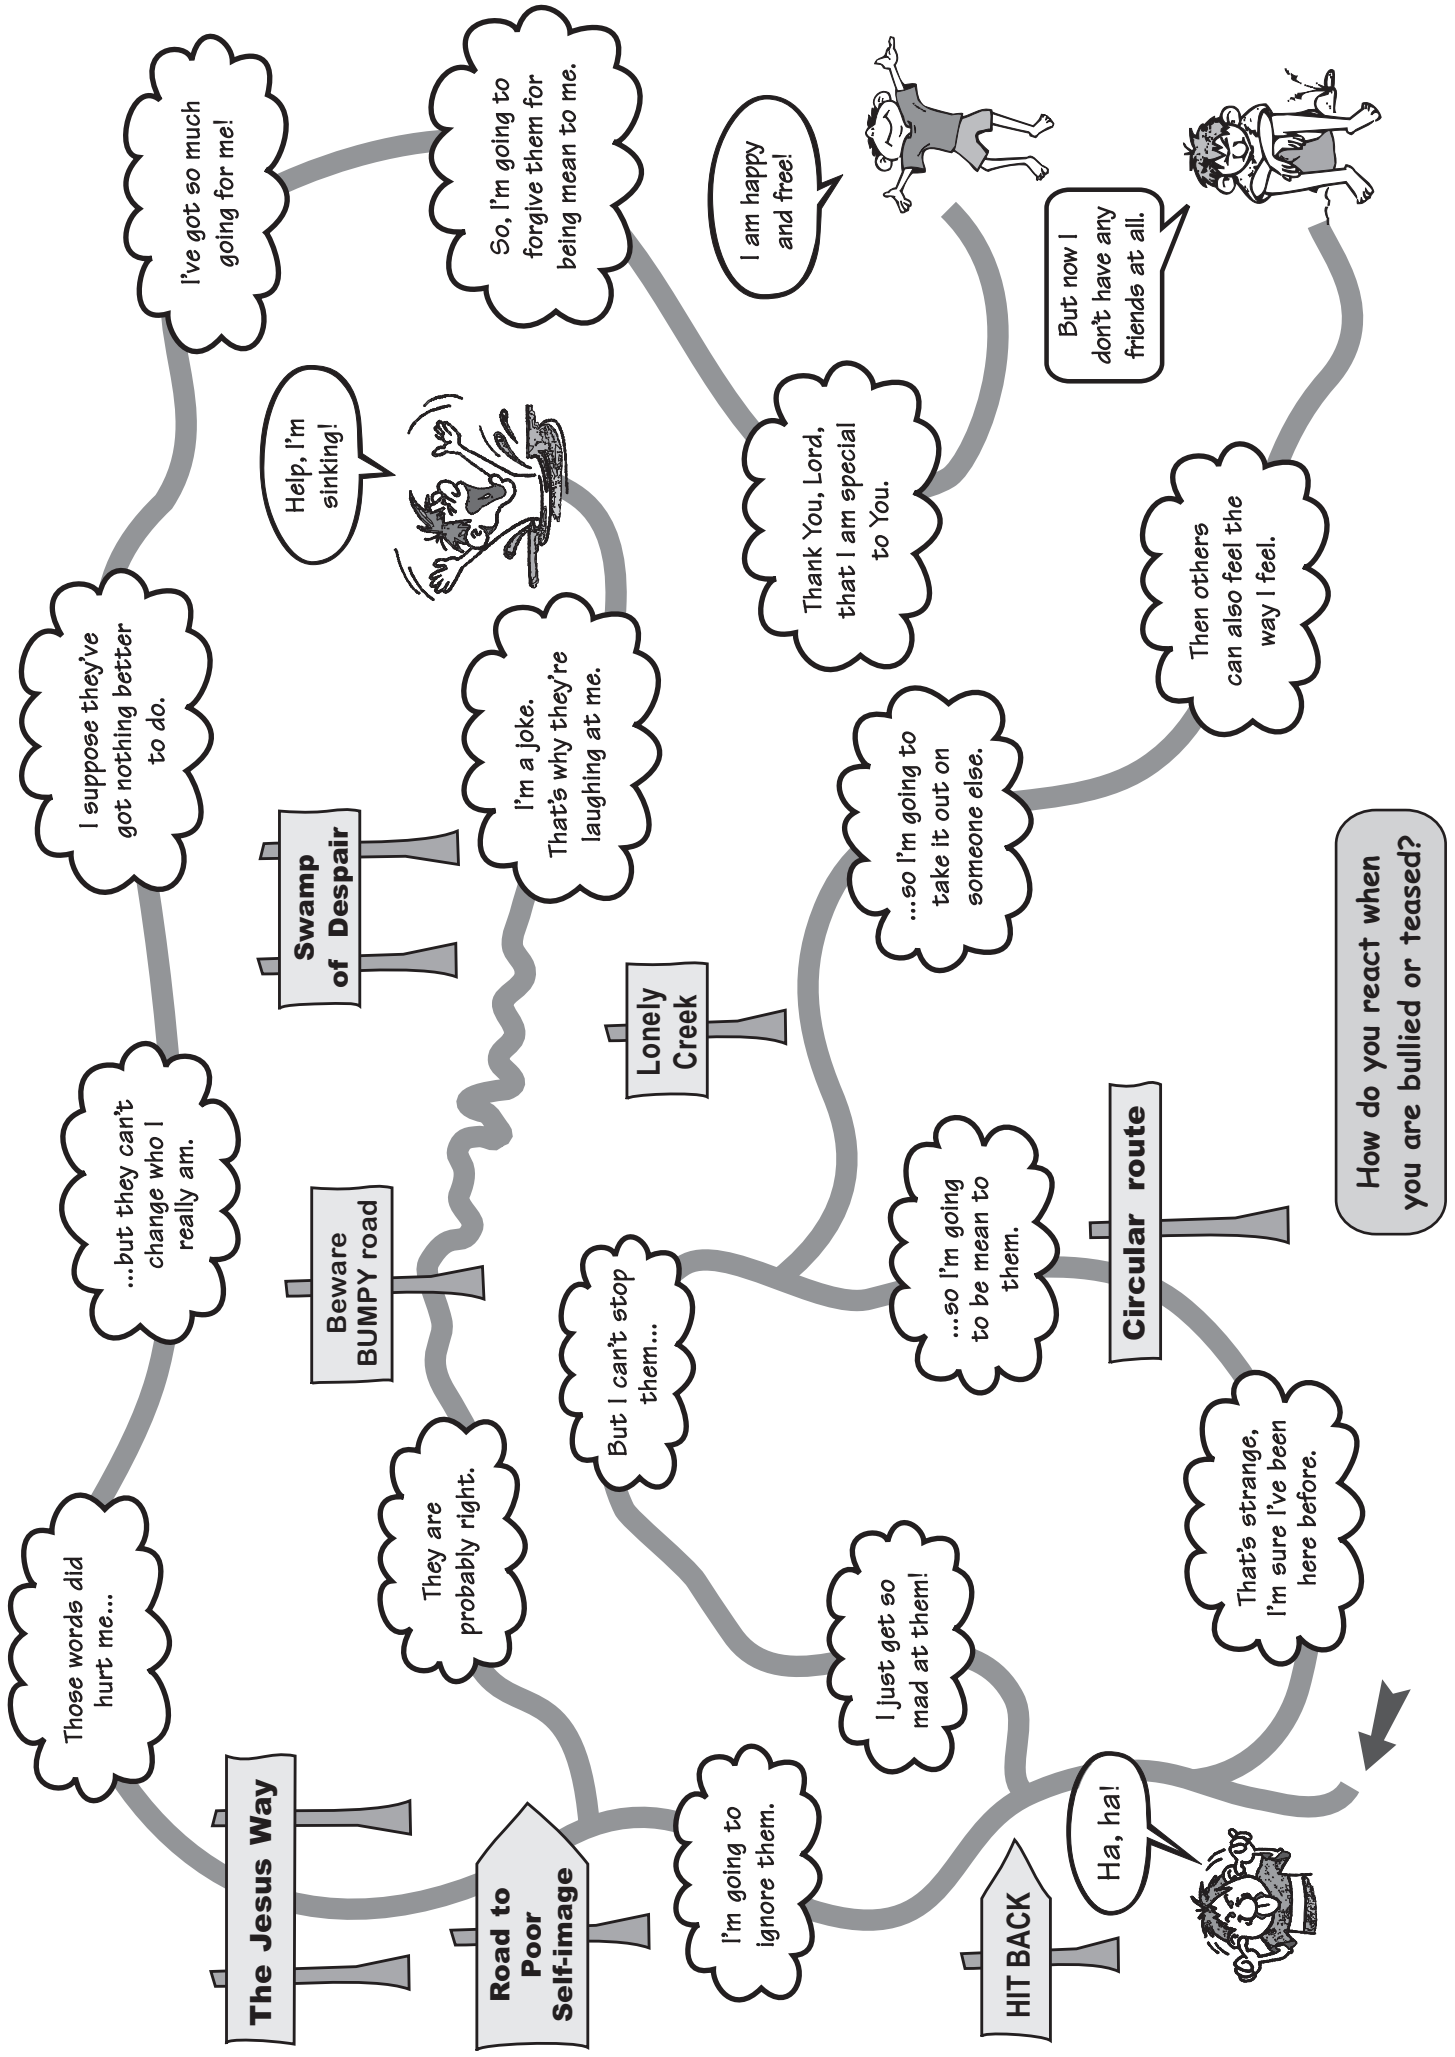 How do you react when
you are bullied or teased?
Ha, ha!
HIT BACK
I'm going to
ignore them.
Road to
Poor
Self-image
The Jesus Way
Those words did
hurt me...
...but they can't
change who I
really am.
I suppose they've
got nothing better
to do.
I've got so much
going for me!
So, I'm going to
forgive them for
being mean to me.
Thank You, Lord,
that I am special
to You.
I am happy
and free!
They are
probably right.
Beware
BUMPY road
Swamp
of Despair
I'm a joke.
That's why they're
laughing at me.
Help, I'm
sinking!
I just get so
mad at them!
But I can't stop
them...
Lonely
Creek
...so I'm going to
take it out on
someone else.
Then others
can also feel the
way I feel.
But now I
don't have any
friends at all.
...so I'm going
to be mean to
them.
Circular route
That's strange,
I'm sure I've been
here before.